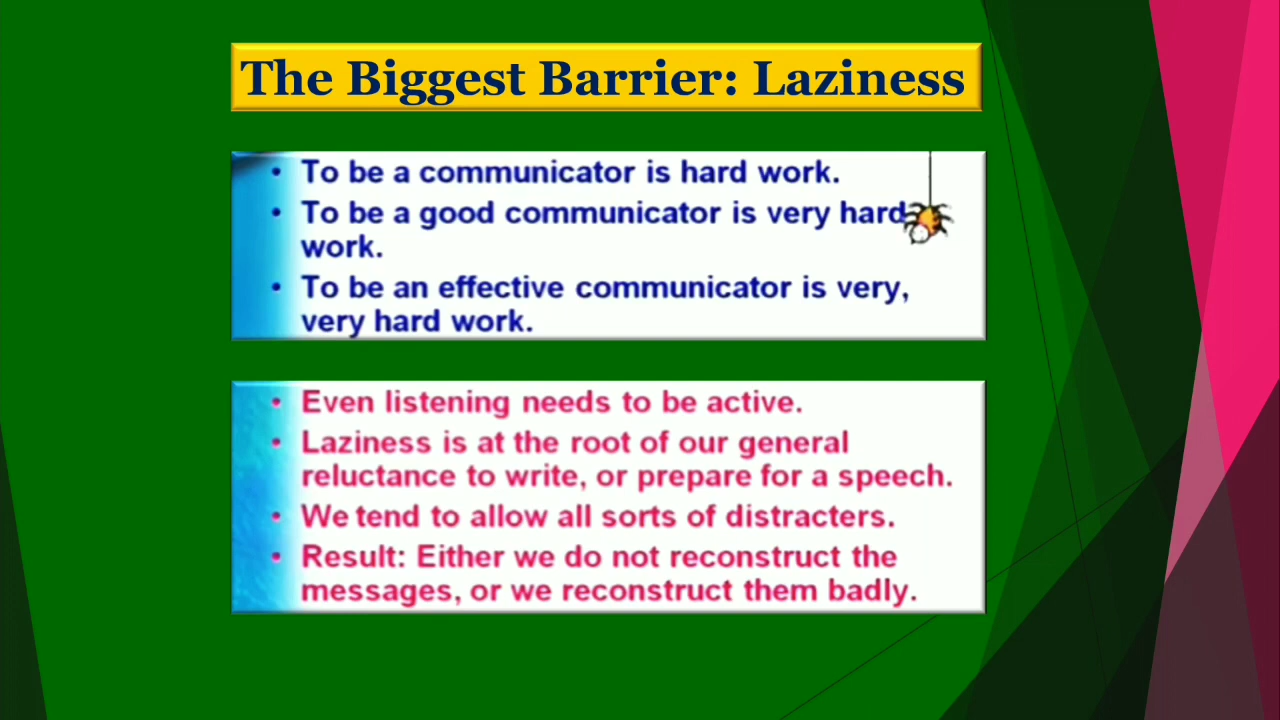 The Biggest Barrier: Laziness
• To be a communicator is hard work.
• To be a good communicator is very hard
work.
• To be an effective communicator is very,
very hard work.
• Even listening needs to be active.
• Laziness is at the root of our general
reluctance to write, or prepare for a speech.
• We tend to allow all sorts of distracters.
• Result: Either we do not reconstruct the
messages, or we reconstruct them badly.